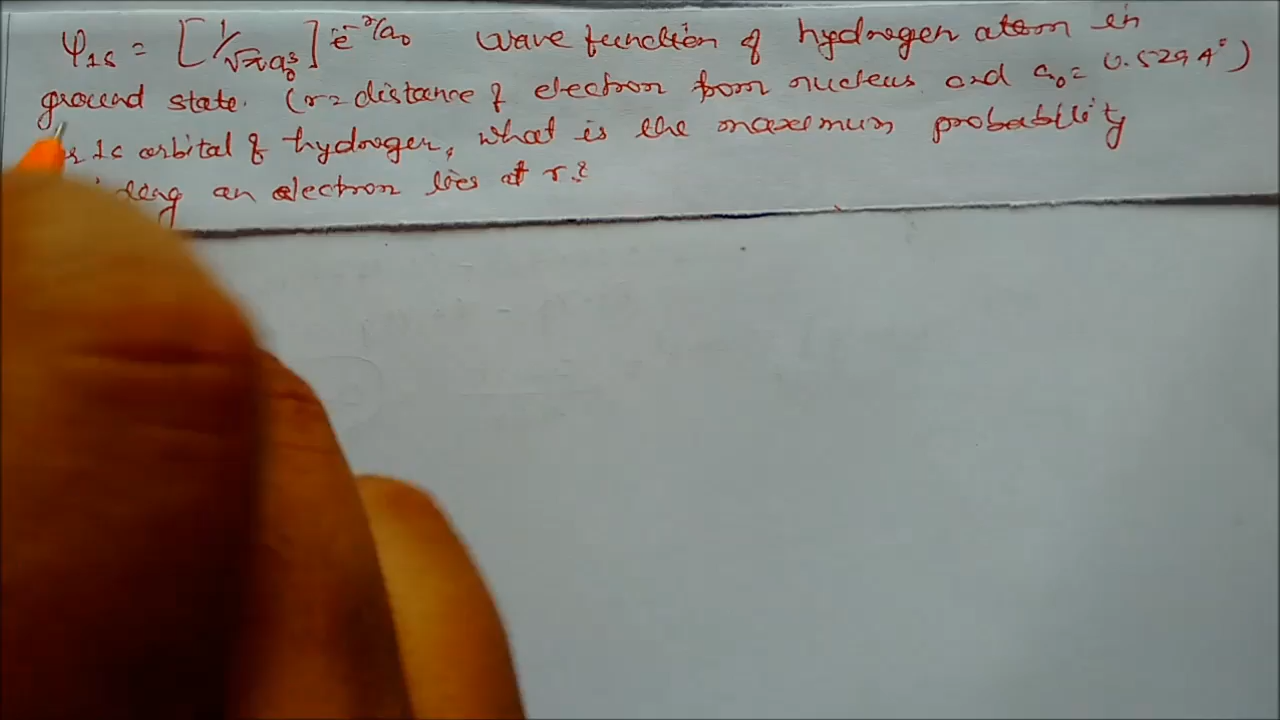 φ1s = [1/√πa₀³] e^-r/a₀ wave function of hydrogen atom in
ground state. (r = distance of electron from nucleus and a₀ = 0.529 A°)
1s orbital of hydrogen, what is the maximum probability
an electron lies at r?